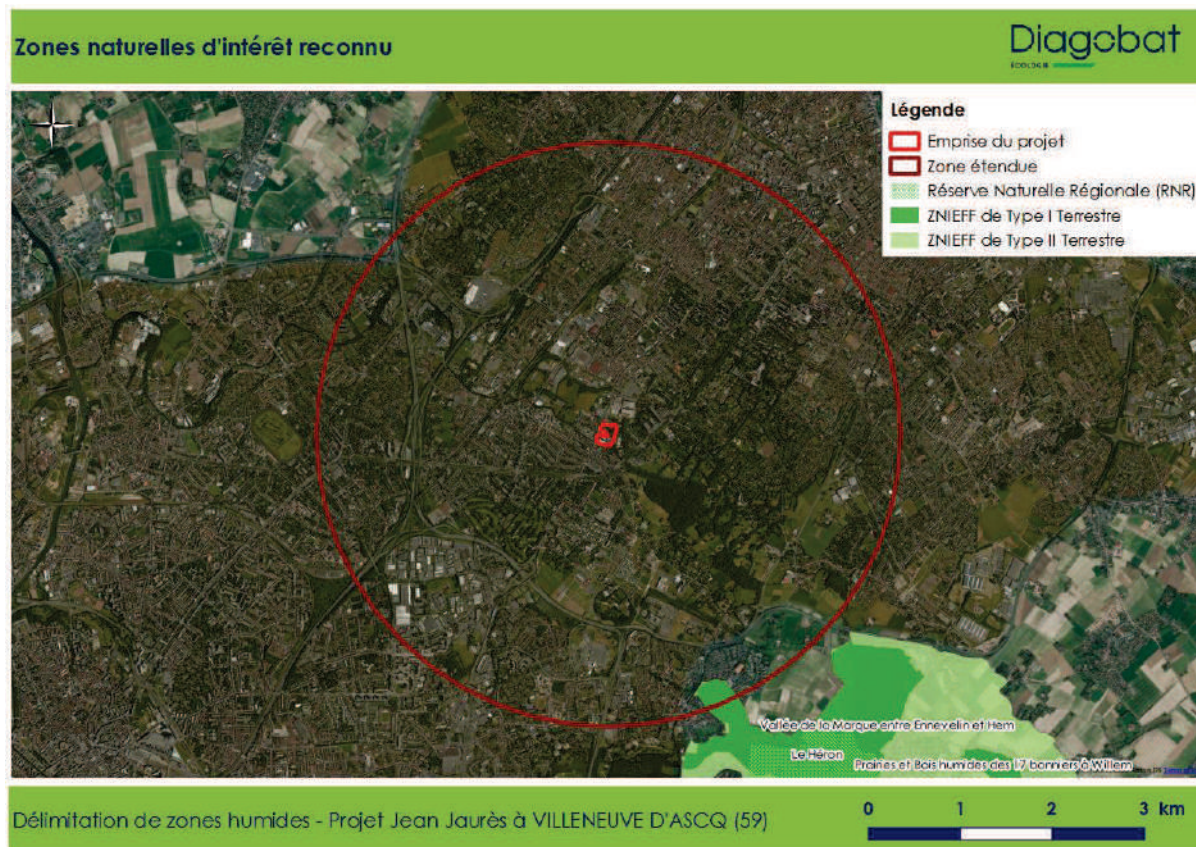 Zones naturelles d'intérêt reconnu
Diagobat
ECOLOGIE
Légende
Emprise du projet
Zone étendue
Réserve Naturelle Régionale (RNR)
ZNIEFF de Type I Terrestre
ZNIEFF de Type II Terrestre
Vallée de la Marque entre Ennevelin et Hem
Le Héron
Prairies et Bois humides des 17 bonniers à Willem
Délimitation de zones humides - Projet Jean Jaurès à VILLENEUVE D'ASCQ (59)
0 1 2 3 km